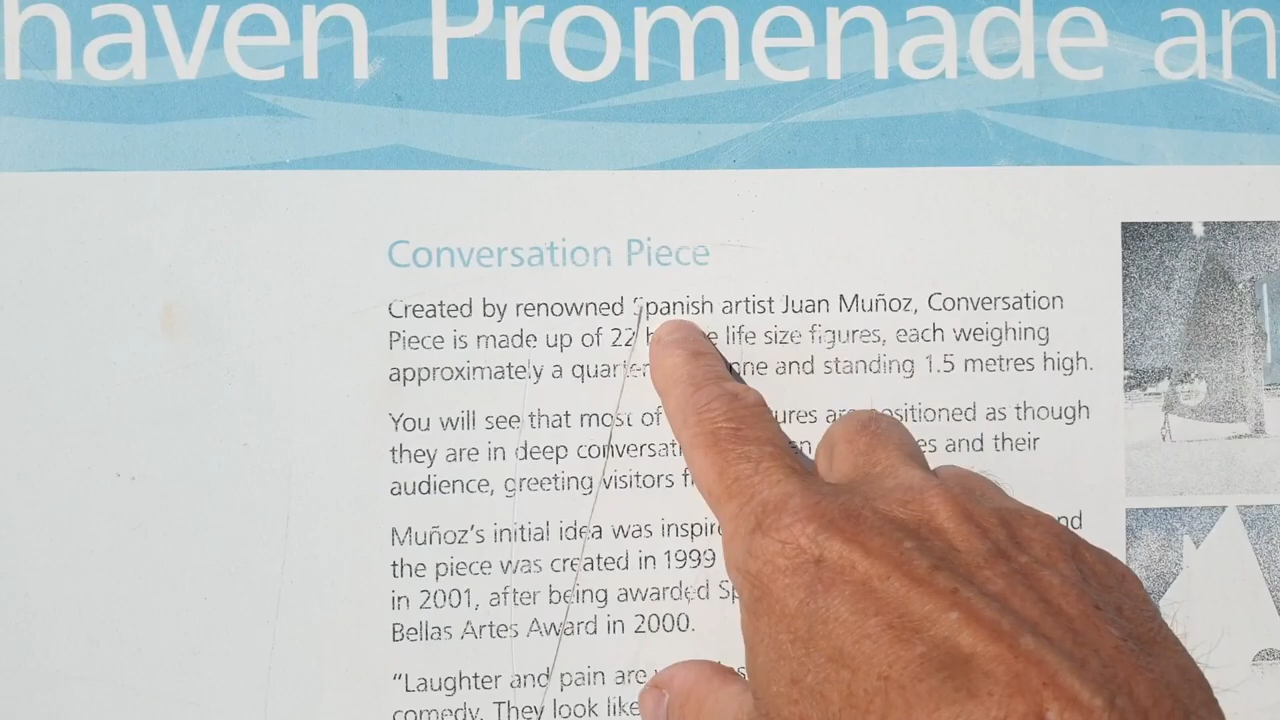 haven Promenade an
Conversation Piece
Created by renowned Spanish artist Juan Muñoz, Conversation
Piece is made up of 22 life size figures, each weighing
approximately a and standing 1.5 metres high.
You will see that most of positioned as though
they are in deep and their
audience, greeting visitors
Muñoz's initial idea was
the piece was created in 1999
in 2001, after being awarded
Bellas Artes Award in 2000.
"Laughter and pain are
comedy. They look like